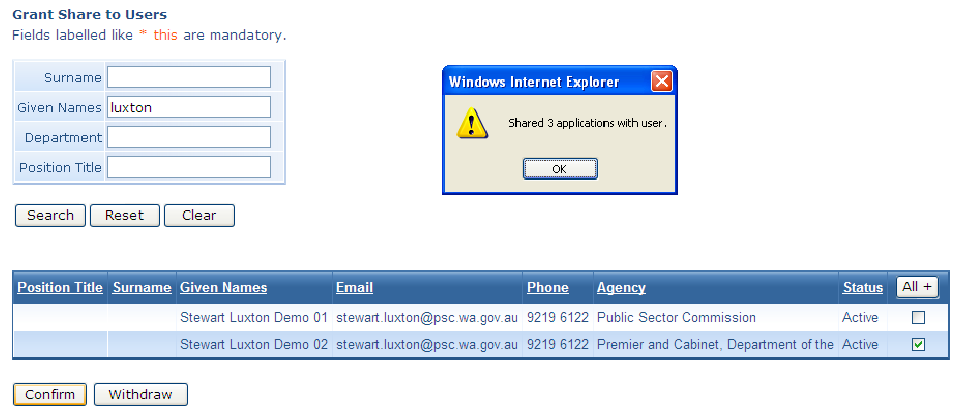 Grant Share to Users
Fields labelled like * this are mandatory.
Surname
Given Names luxton
Department
Position Title
Search Reset Clear
Windows Internet Explorer
Shared 3 applications with user.
OK
Position Title Surname Given Names Email Phone Agency Status All +
Stewart Luxton Demo 01 stewart.luxton@psc.wa.gov.au 9219 6122 Public Sector Commission Active
Stewart Luxton Demo 02 stewart.luxton@psc.wa.gov.au 9219 6122 Premier and Cabinet, Department of the Active
Confirm Withdraw